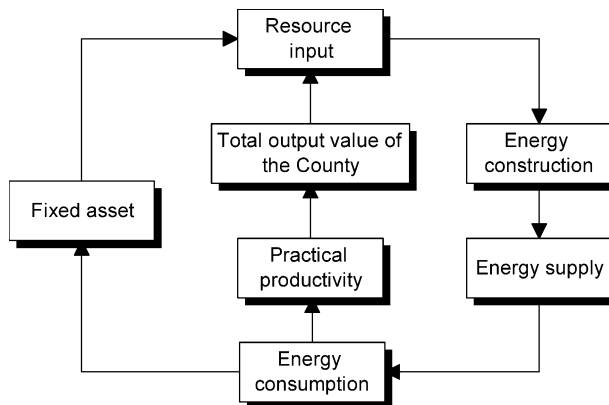 Resource
input
Total output value of
the County
Energy
construction
Fixed asset
Practical
productivity
Energy supply
Energy
consumption